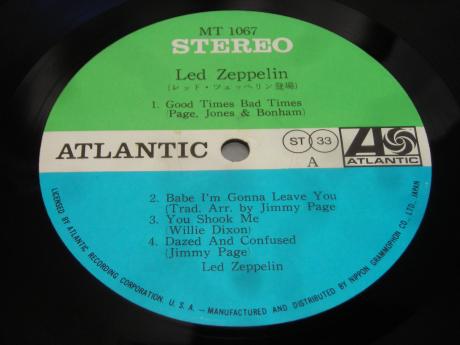 MT 1067
STEREO
Led Zeppelin
(レッド・ツェッペリン登場)
1. Good Times Bad Times
(Page, Jones & Bonham)
ATLANTIC
ST 33
A
ATLANTIC
2. Babe I'm Gonna Leave You
(Trad. Arr. by Jimmy Page
3. You Shook Me
(Willie Dixon)
4. Dazed And Confused
(Jimmy Page)
Led Zeppelin
LICENSED BY ATLANTIC RECORDING CORPORATION. U. S. A. — MANUFACTURED AND DISTRIBUTED BY NIPPON GRAMMOPHON CO., LTD., JAPAN